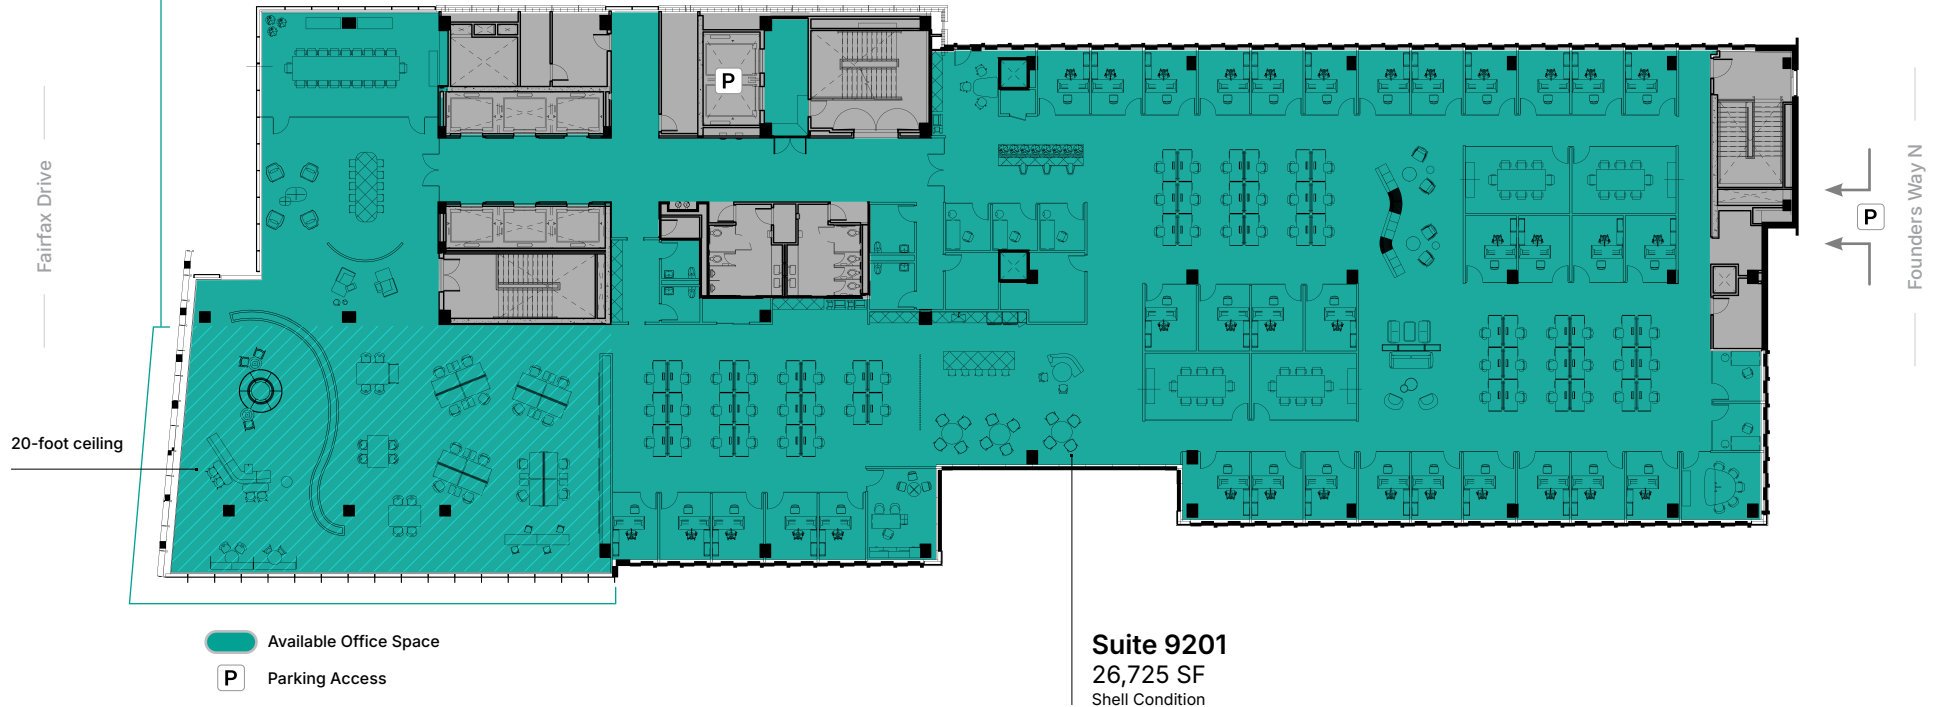 P
Fairfax Drive
Founders Way N
P
20-foot ceiling
Available Office Space
P Parking Access
Suite 9201
26,725 SF
Shell Condition